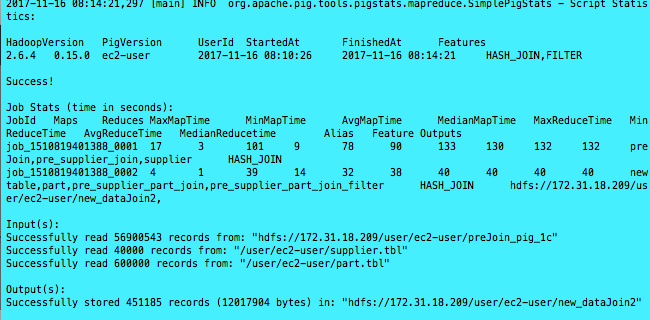 2017-11-16 08:14:21,297 [main] INFO  org.apache.pig.tools.pigstats.mapreduce.SimplePigStats - Script Statis
tics:
HadoopVersion   PigVersion      UserId  StartedAt       FinishedAt      Features
2.6.4   0.15.0  ec2-user        2017-11-16 08:10:26     2017-11-16 08:14:21     HASH_JOIN,FILTER
Success!
Job Stats (time in seconds):
JobId   Maps    Reduces MaxMapTime      MinMapTime      AvgMapTime      MedianMapTime   MaxReduceTime   Min
ReduceTime   AvgReduceTime   MedianReducetime        Alias   Feature Outputs
job_1510819401388_0001  17      3       101     9       78      90      133     130     132     132     pre
Join,pre_supplier_join,supplier      HASH_JOIN
job_1510819401388_0002  4       1       39      14      32      38      40      40      40      40      new
table,part,pre_supplier_part_join,pre_supplier_part_join_filter      HASH_JOIN       hdfs://172.31.18.209/us
er/ec2-user/new_dataJoin2,
Input(s):
Successfully read 56900543 records from: "hdfs://172.31.18.209/user/ec2-user/preJoin_pig_1c"
Successfully read 40000 records from: "/user/ec2-user/supplier.tbl"
Successfully read 600000 records from: "/user/ec2-user/part.tbl"
Output(s):
Successfully stored 451185 records (12017904 bytes) in: "hdfs://172.31.18.209/user/ec2-user/new_dataJoin2"